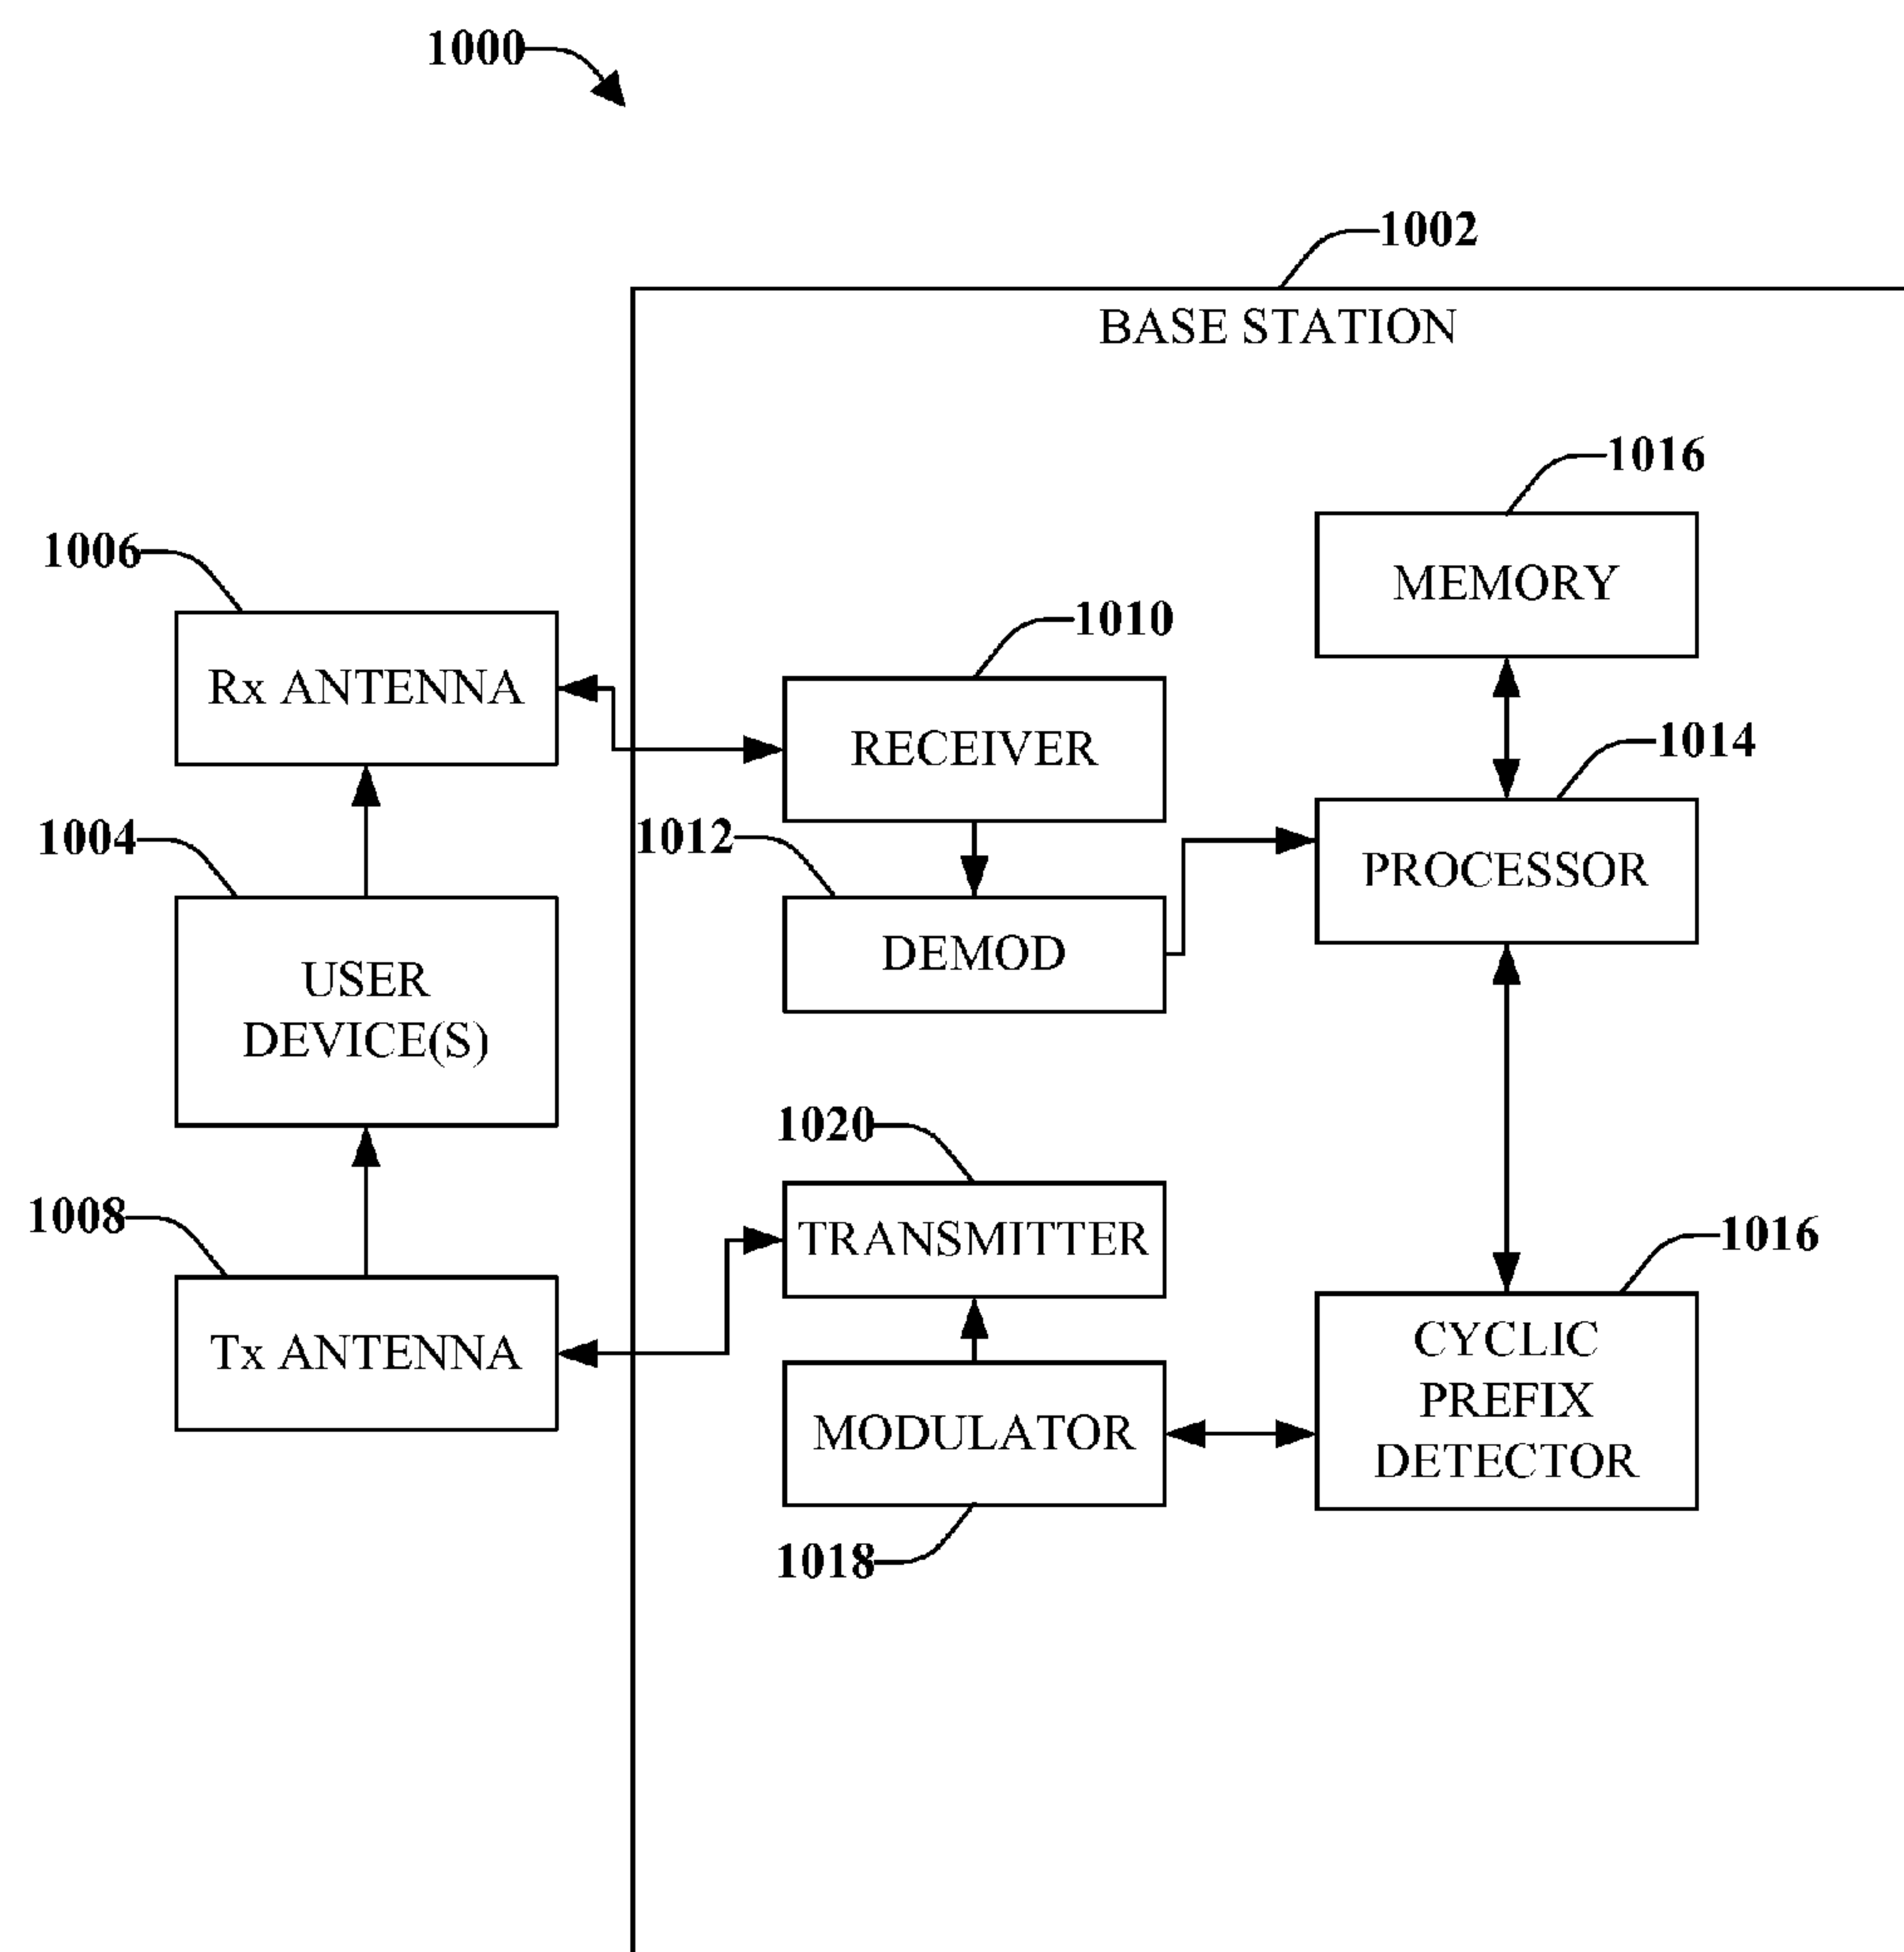 1000
1002
BASE STATION
1016
MEMORY
1006
Rx ANTENNA
1010
RECEIVER
1014
PROCESSOR
1004
USER
DEVICE(S)
1012
DEMOD
1020
TRANSMITTER
1008
Tx ANTENNA
1016
CYCLIC
PREFIX
DETECTOR
MODULATOR
1018